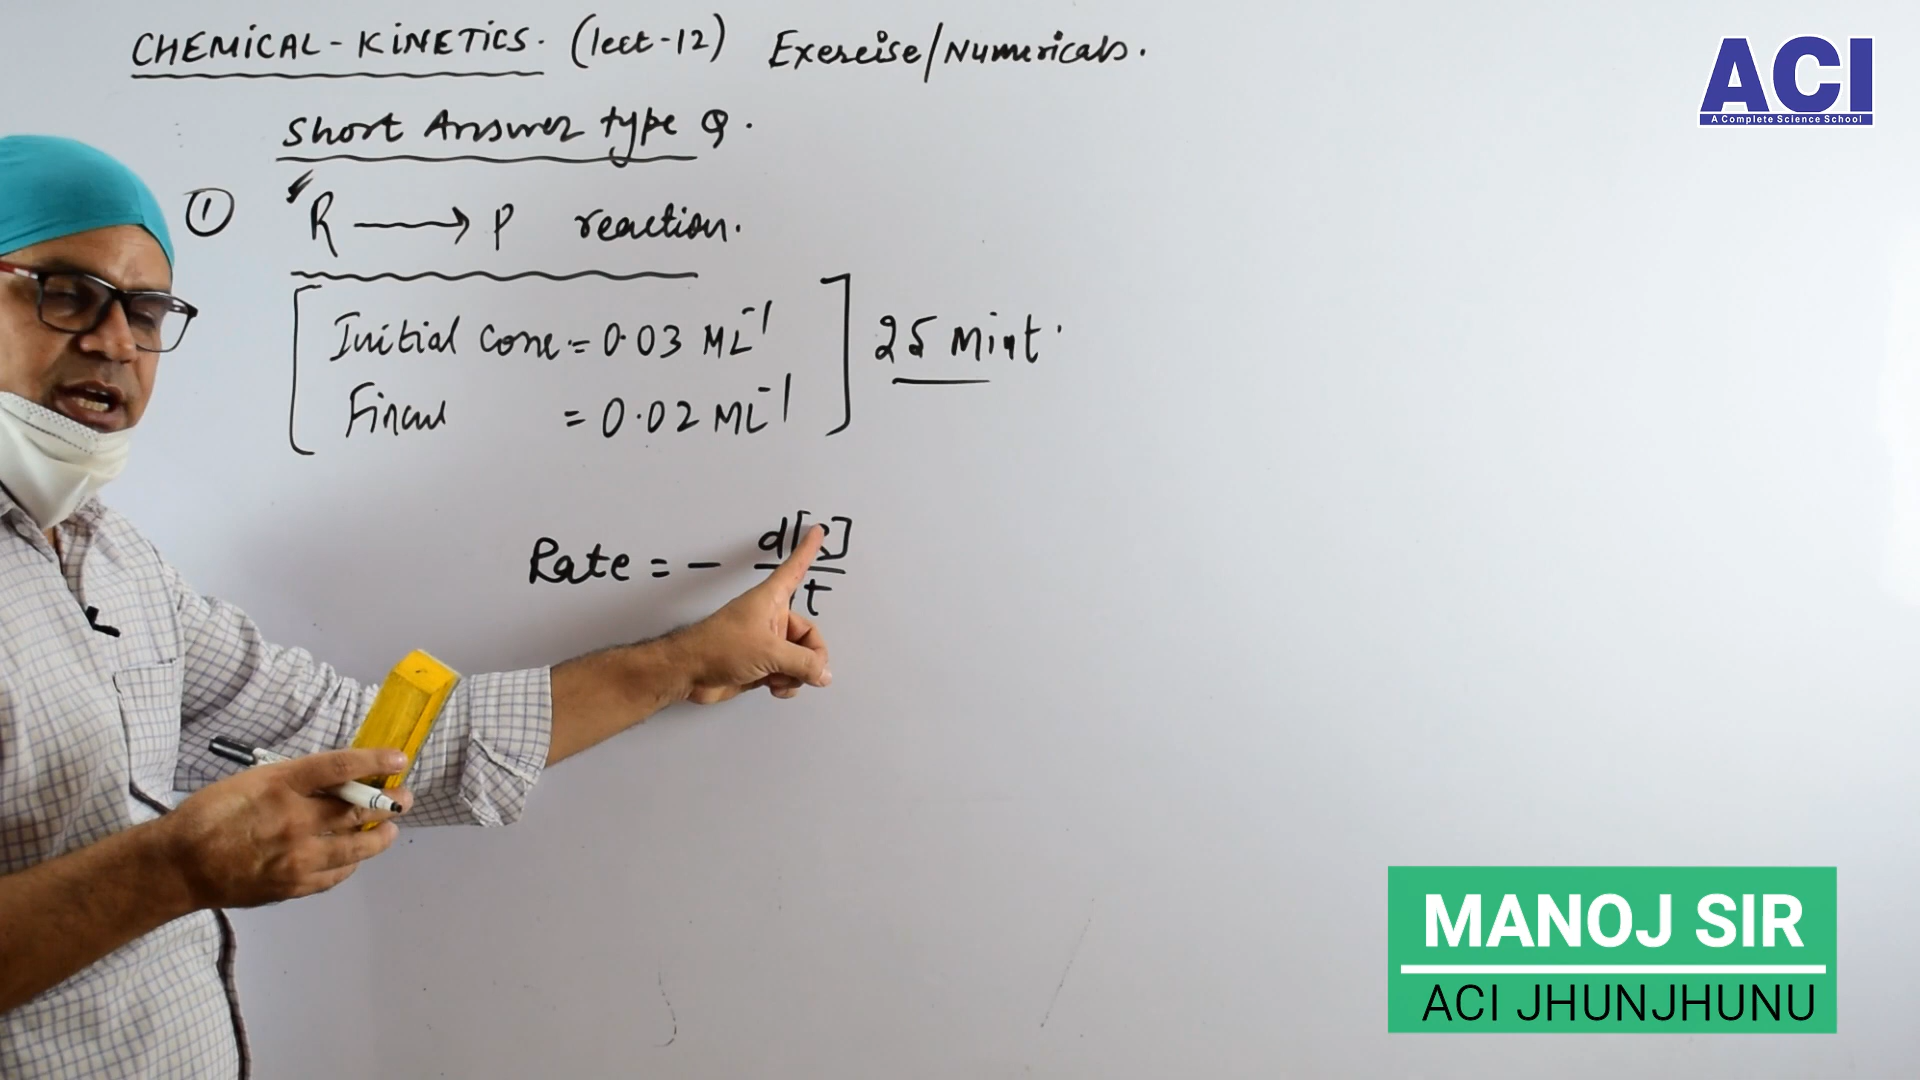 CHEMICAL-KINETICS. (lect-12) Exercise/Numericals.
ACI
A Complete Science School
Short Answer type Q.
① R ⟶ P reaction.
Initial Conc = 0.03 ML⁻¹
25 Mint.
Final = 0.02 ML⁻¹
Rate = - d[R]
t
MANOJ SIR
ACI JHUNJHUNU